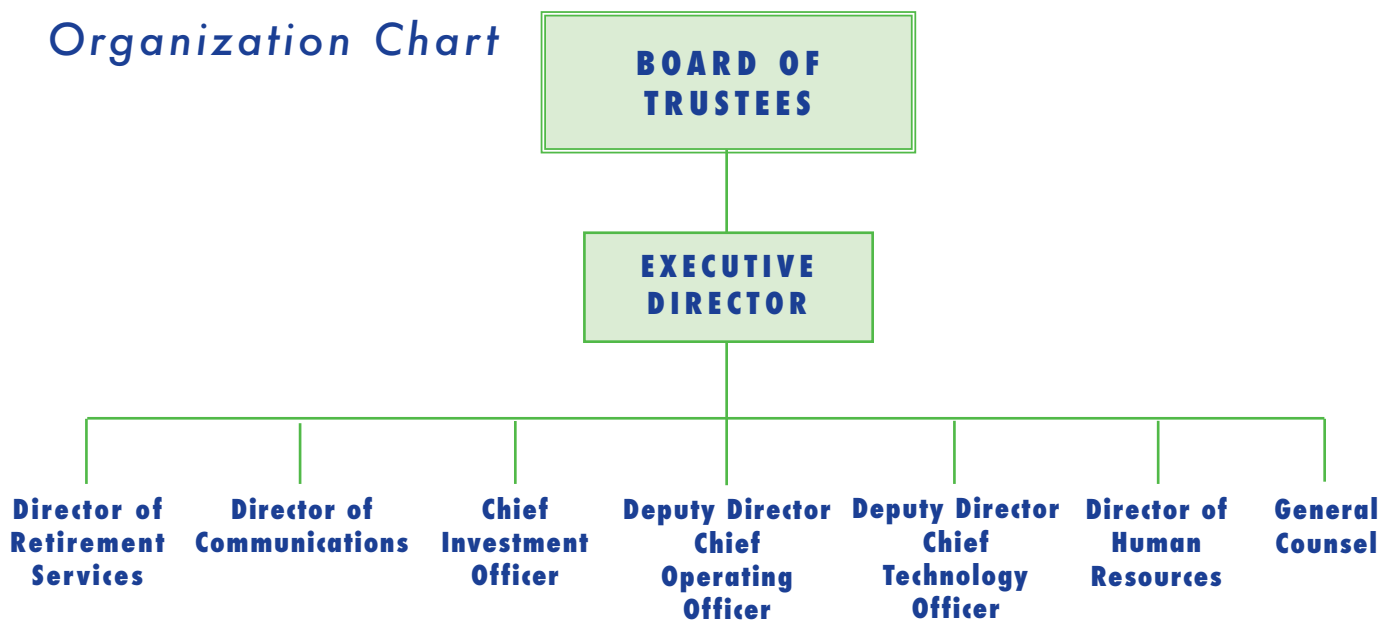 Organization Chart
BOARD OF
TRUSTEES
EXECUTIVE
DIRECTOR
Director of
Retirement
Services
Director of
Communications
Chief
Investment
Officer
Deputy Director
Chief
Operating
Officer
Deputy Director
Chief
Technology
Officer
Director of
Human
Resources
General
Counsel